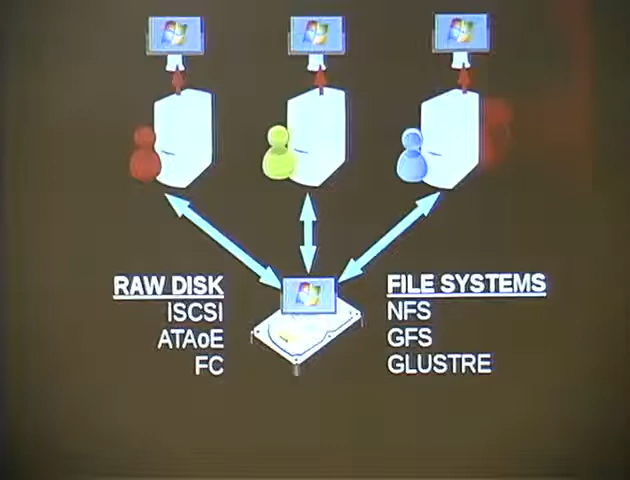 RAW DISK
ISCSI
ATAoE
FC
FILE SYSTEMS
NFS
GFS
GLUSTRE